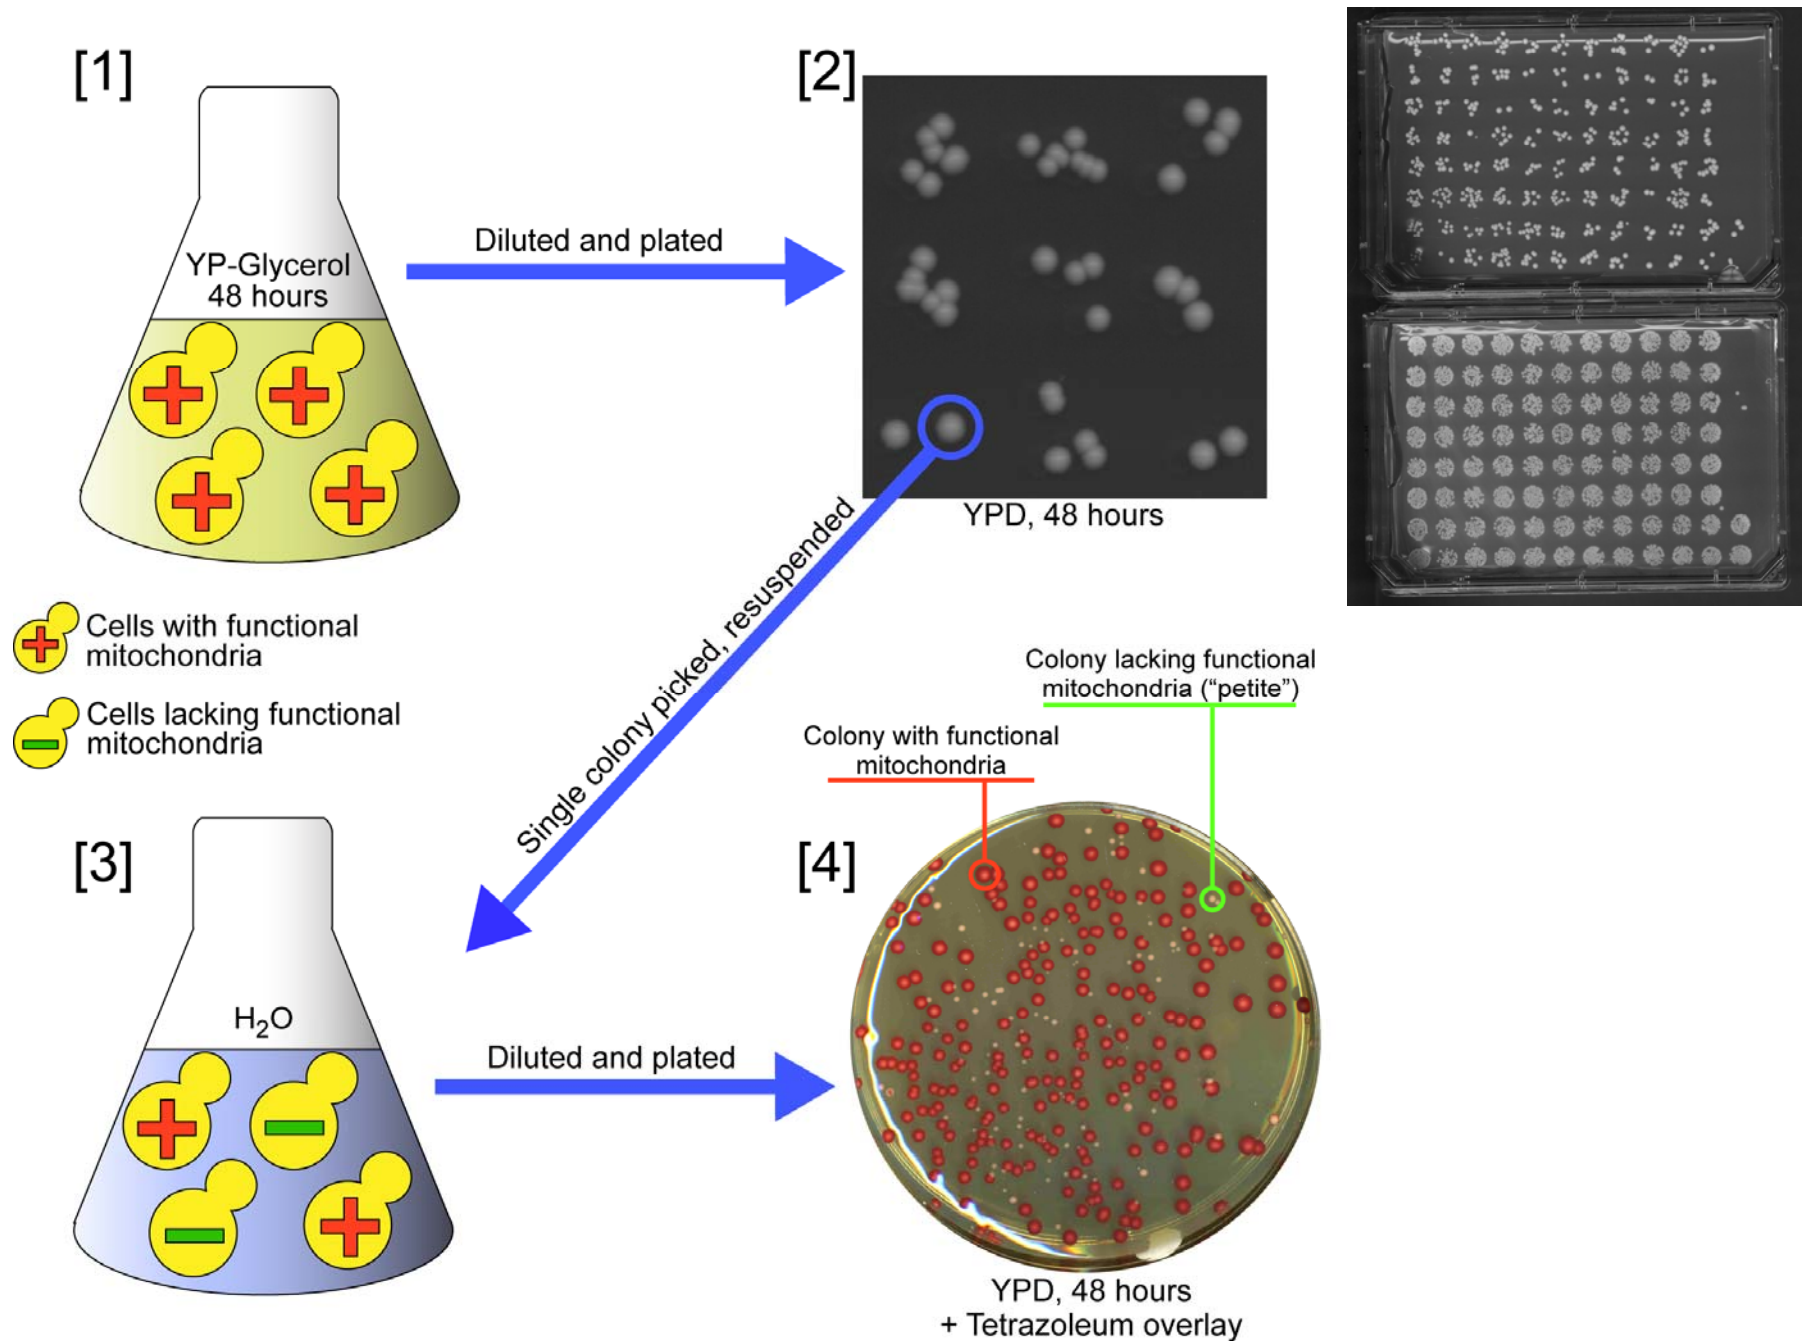 [1]
YP-Glycerol
48 hours
Diluted and plated
[2]
YPD, 48 hours
Cells with functional
mitochondria
Cells lacking functional
mitochondria
Single colony picked, resuspended
[3]
H₂O
Diluted and plated
[4]
Colony with functional
mitochondria
Colony lacking functional
mitochondria (“petite”)
YPD, 48 hours
+ Tetrazoleum overlay